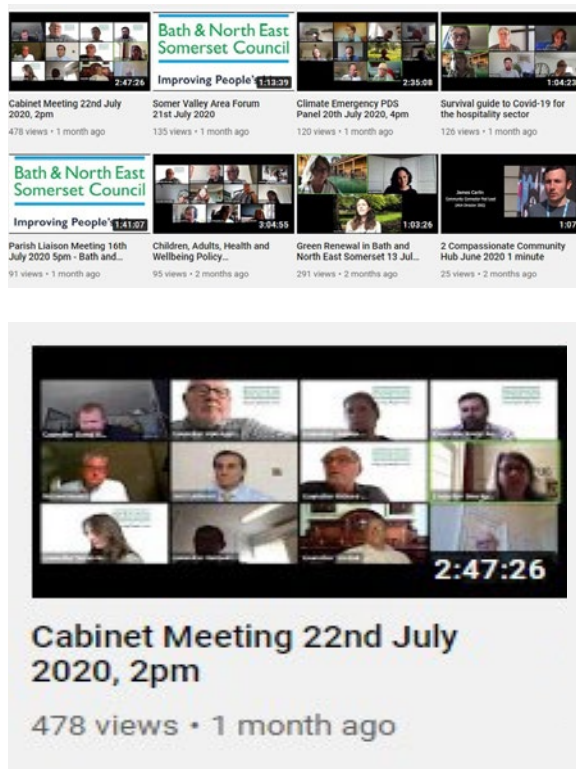 2:47:26
Bath & North East
Somerset Council
Improving People's
1:13:39
2:35:08
1:04:23
Cabinet Meeting 22nd July
2020, 2pm
478 views • 1 month ago
Somer Valley Area Forum
21st July 2020
135 views • 1 month ago
Climate Emergency PDS
Panel 20th July 2020, 4pm
120 views • 1 month ago
Survival guide to Covid-19 for
the hospitality sector
126 views • 1 month ago
Bath & North East
Somerset Council
Improving People's
1:41:07
3:04:55
1:03:26
James Carlin
1:07
Parish Liaison Meeting 16th
July 2020 5pm - Bath and...
91 views • 1 month ago
Children, Adults, Health and
Wellbeing Policy...
95 views • 2 months ago
Green Renewal in Bath and
North East Somerset 13 Jul...
291 views • 2 months ago
2 Compassionate Community
Hub June 2020 1 minute
25 views • 2 months ago
2:47:26
Cabinet Meeting 22nd July
2020, 2pm
478 views • 1 month ago